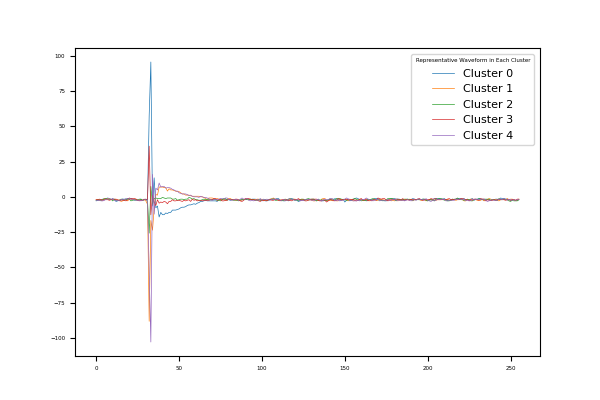 Representative Waveform in Each Cluster
Cluster 0
Cluster 1
Cluster 2
Cluster 3
Cluster 4
100
75
50
25
0
−25
−50
−75
−100
0 50 100 150 200 250